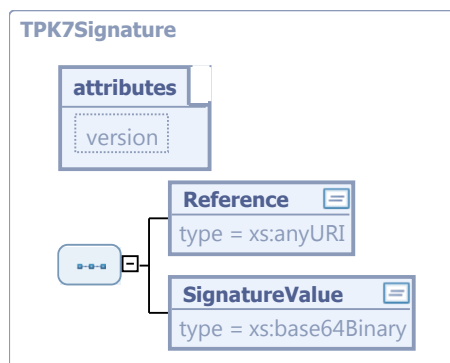 TPK7Signature
attributes
version
Reference
type = xs:anyURI
SignatureValue
type = xs:base64Binary